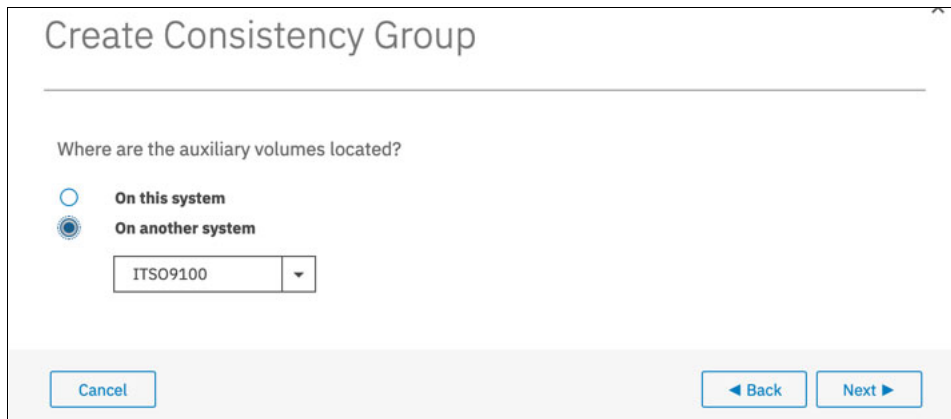 Create Consistency Group
Where are the auxiliary volumes located?
On this system
On another system
ITSO9100
Cancel
Back
Next